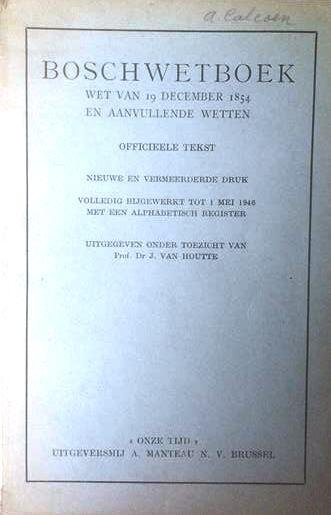 a. Calcoen
BOSCHWETBOEK
WET VAN 19 DECEMBER 1854
EN AANVULLENDE WETTEN
OFFICIEELE TEKST
NIEUWE EN VERMEERDERDE DRUK
VOLLEDIG BIJGEWERKT TOT 1 MEI 1946
MET EEN ALPHABETISCH REGISTER
UITGEGEVEN ONDER TOEZICHT VAN
Prof. Dr J. VAN HOUTTE
« ONZE TIJD »
UITGEVERSMIJ A. MANTEAU N. V. BRUSSEL